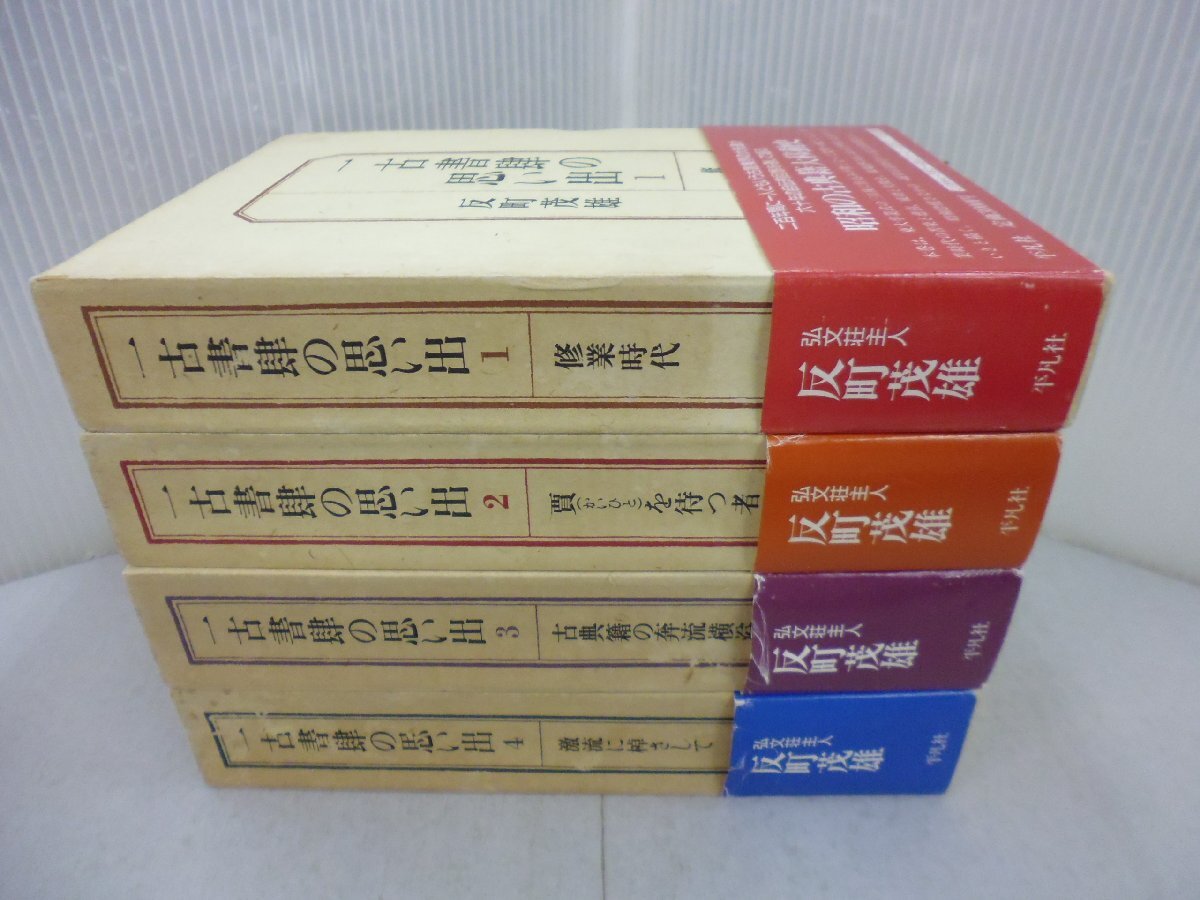 一古書肆の
思い出 1
反町茂雄
平凡社
一古書肆の思い出 1
修業時代
弘文荘主人
反町茂雄
平凡社
一古書肆の思い出 2
賈(かいひと)を待つ者
弘文荘主人
反町茂雄
平凡社
一古書肆の思い出 3
古典籍の奔流横
弘文荘主人
反町茂雄
平凡社
一古書肆の思い出 4
激流に棹さして
弘文荘主人
反町茂雄
平凡社